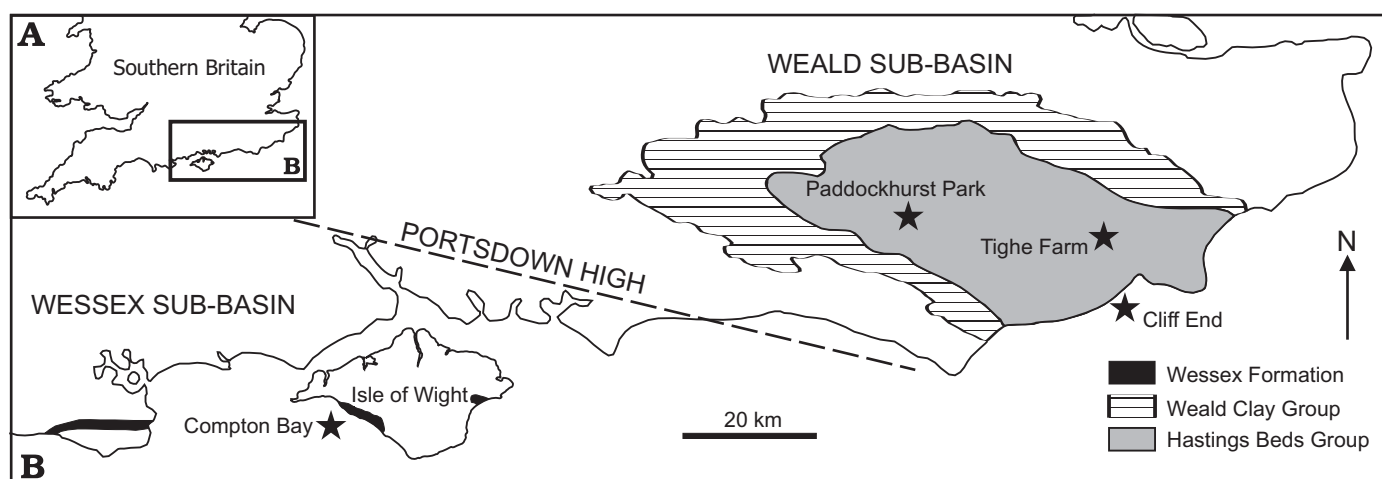 A
Southern Britain
B
WEALD SUB-BASIN
Paddockhurst Park
Tighe Farm
Cliff End
PORTSDOWN HIGH
WESSEX SUB-BASIN
Isle of Wight
Compton Bay
20 km
N
Wessex Formation
Weald Clay Group
Hastings Beds Group
B